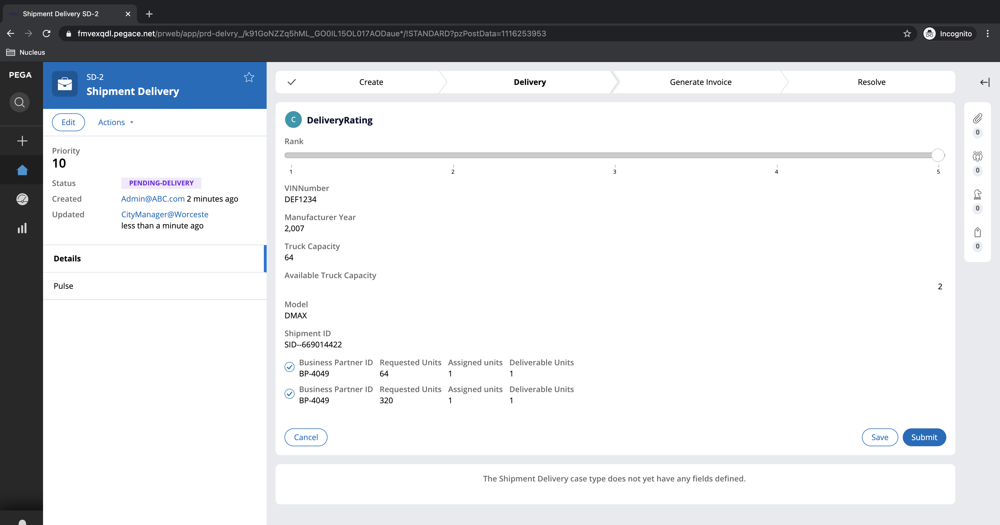 Shipment Delivery SD-2
fmvexqdl.pegace.net/prweb/app/prd-delvry_/k91GoNZZq5hML_GO0IL15OL017AODaue*/!STANDARD?pzPostData=1116253953
Incognito
Nucleus
PEGA
SD-2
Shipment Delivery
Edit
Actions
Priority
10
Status PENDING-DELIVERY
Created Admin@ABC.com 2 minutes ago
Updated CityManager@Worceste
less than a minute ago
Details
Pulse
Create
Delivery
Generate Invoice
Resolve
C DeliveryRating
Rank
1 2 3 4 5
VINNumber
DEF1234
Manufacturer Year
2,007
Truck Capacity
64
Available Truck Capacity
2
Model
DMAX
Shipment ID
SID--669014422
Business Partner ID Requested Units Assigned units Deliverable Units
BP-4049 64 1 1
Business Partner ID Requested Units Assigned units Deliverable Units
BP-4049 320 1 1
Cancel
Save
Submit
The Shipment Delivery case type does not yet have any fields defined.
0
0
0
0